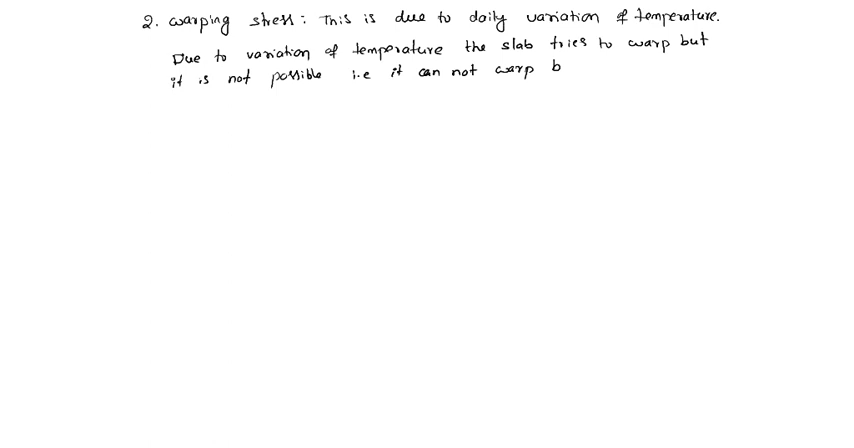 2. warping stress : This is due to daily variation of temperature.
Due to variation of temperature the slab tries to warp but
it is not possible i.e it can not warp b